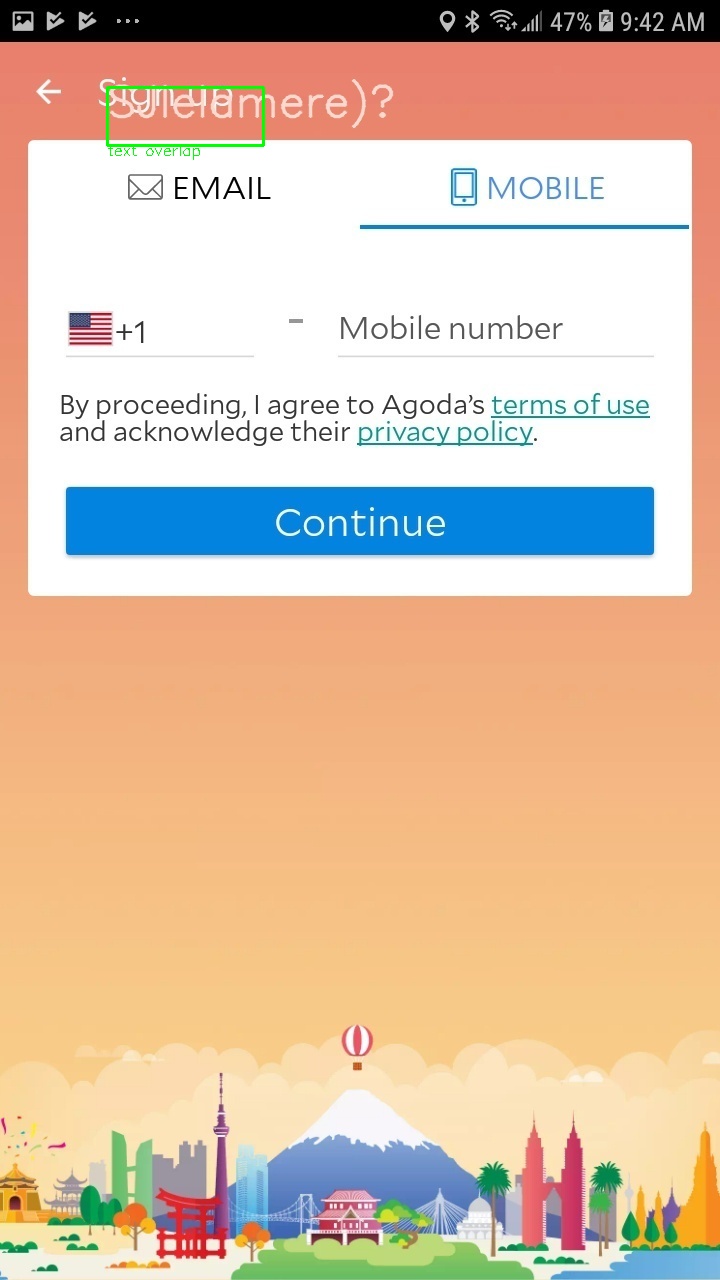 47% 9:42 AM
Sign up
text overlap
EMAIL
MOBILE
+1 - Mobile number
By proceeding, I agree to Agoda's terms of use
and acknowledge their privacy policy.
Continue